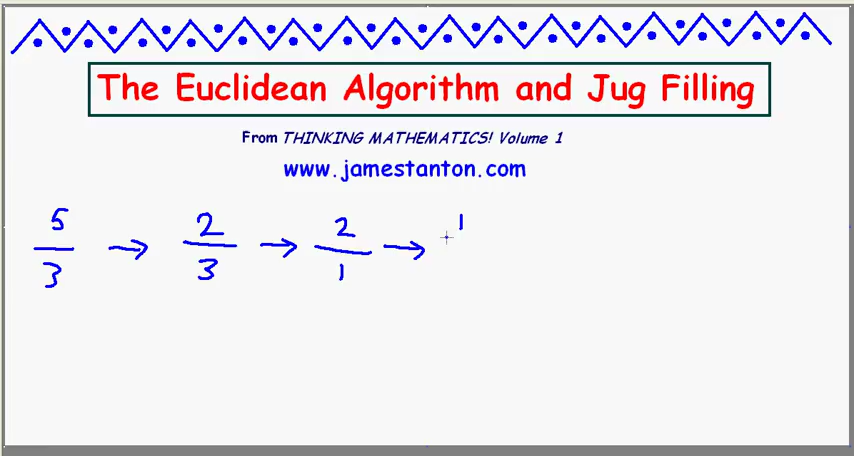 The Euclidean Algorithm and Jug Filling
From THINKING MATHEMATICS! Volume 1
www.jamestanton.com
5/3 → 2/3 → 2/1 → 1